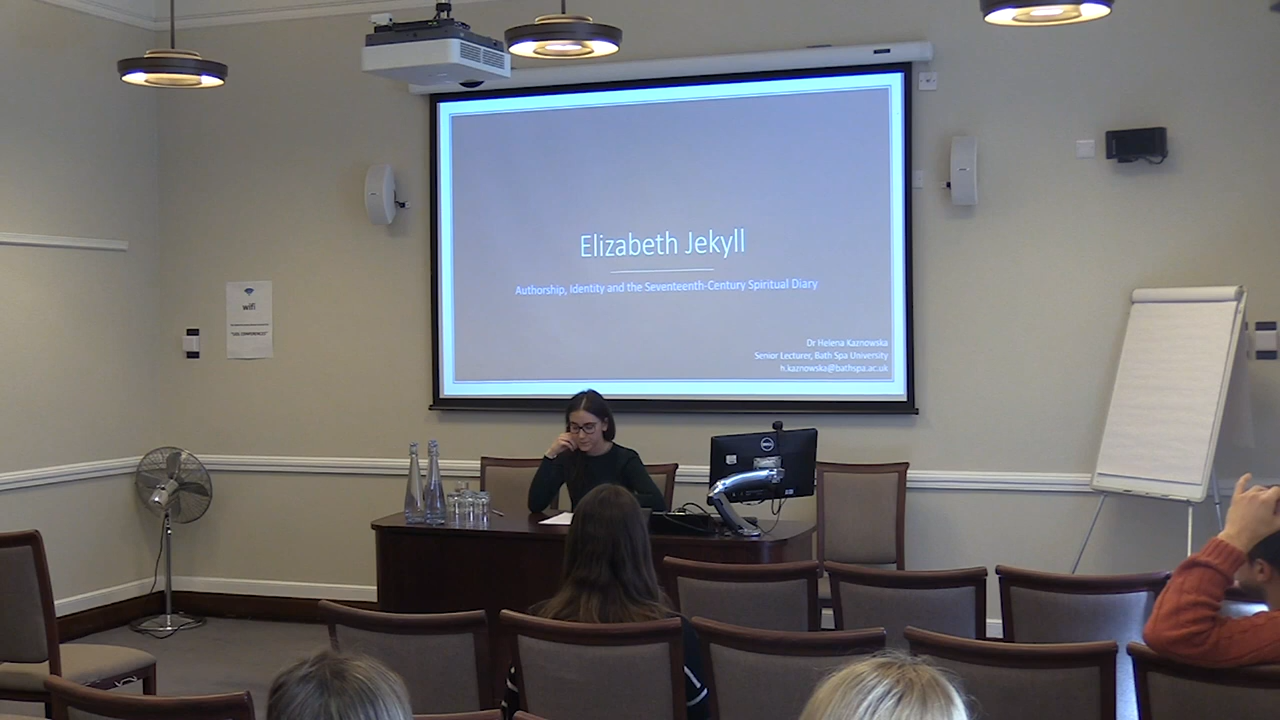 Elizabeth Jekyll
Authorship, Identity and the Seventeenth-Century Spiritual Diary
Dr Helena Kaznowska
Senior Lecturer, Bath Spa University
h.kaznowska@bathspa.ac.uk
wifi
DELL